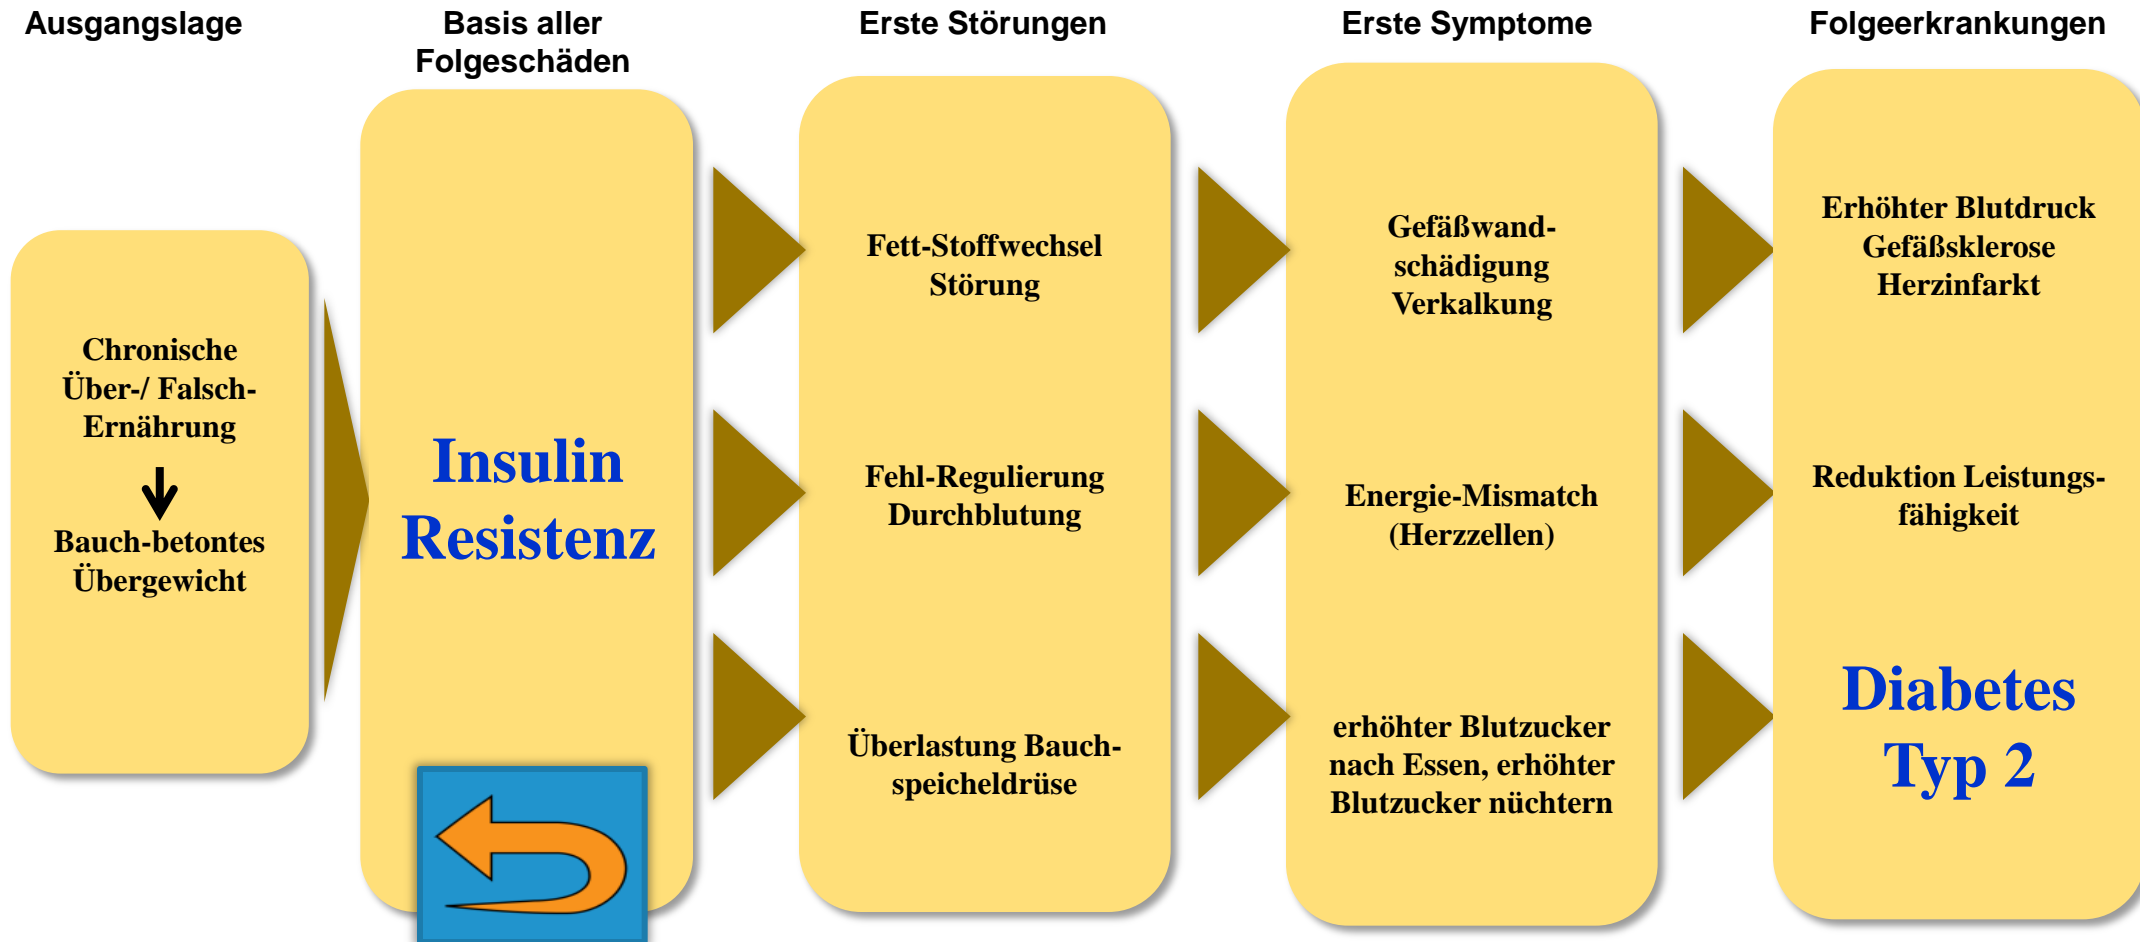 Ausgangslage
Basis aller
Folgeschäden
Erste Störungen
Erste Symptome
Folgeerkrankungen
Chronische
Über-/ Falsch-
Ernährung
Bauch-betontes
Übergewicht
Insulin
Resistenz
Fett-Stoffwechsel
Störung
Fehl-Regulierung
Durchblutung
Überlastung Bauch-
speicheldrüse
Gefäßwand-
schädigung
Verkalkung
Energie-Mismatch
(Herzzellen)
erhöhter Blutzucker
nach Essen, erhöhter
Blutzucker nüchtern
Erhöhter Blutdruck
Gefäßsklerose
Herzinfarkt
Reduktion Leistungs-
fähigkeit
Diabetes
Typ 2